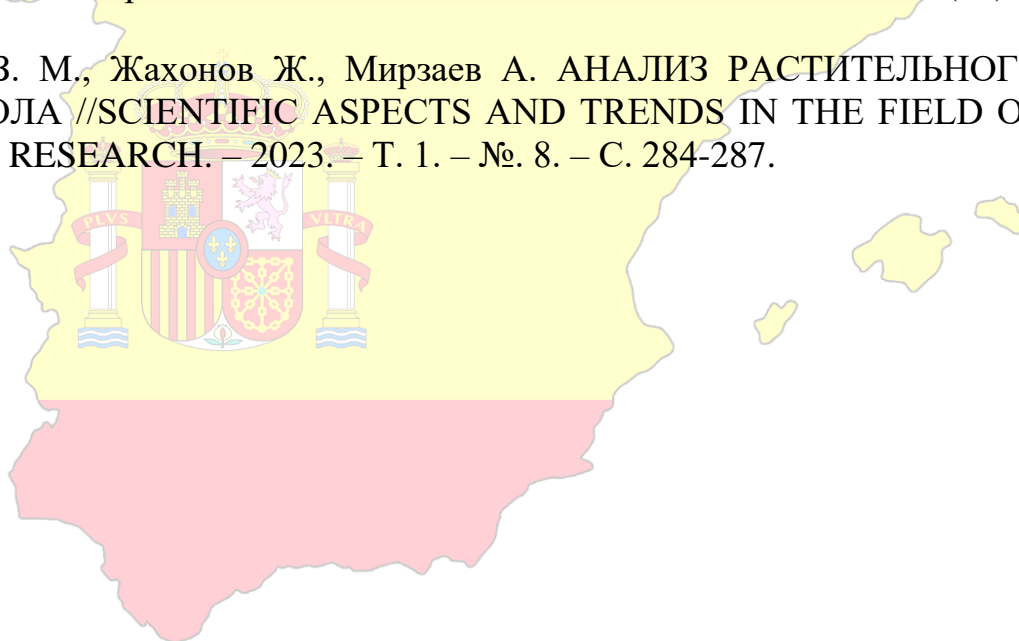 З. М., Жахонов Ж., Мирзаев А. АНАЛИЗ РАСТИТЕЛЬНОГ
ОЛА //SCIENTIFIC ASPECTS AND TRENDS IN THE FIELD O
RESEARCH. – 2023. – Т. 1. – №. 8. – С. 284-287.
PLVS VLTRA